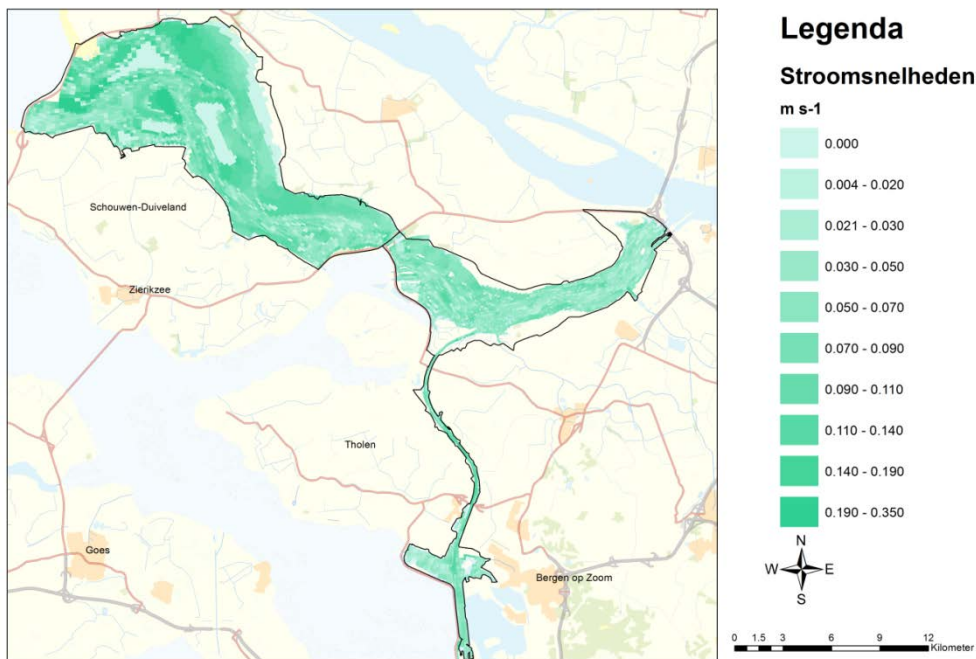 Legenda
Stroomsnelheden
m s-1
0.000
0.004 - 0.020
0.021 - 0.030
0.030 - 0.050
0.050 - 0.070
0.070 - 0.090
0.090 - 0.110
0.110 - 0.140
0.140 - 0.190
0.190 - 0.350
N
W E
S
0 1.5 3 6 9 12
Kilometer
Schouwen-Duiveland
Zierikzee
Tholen
Goes
Bergen op Zoom